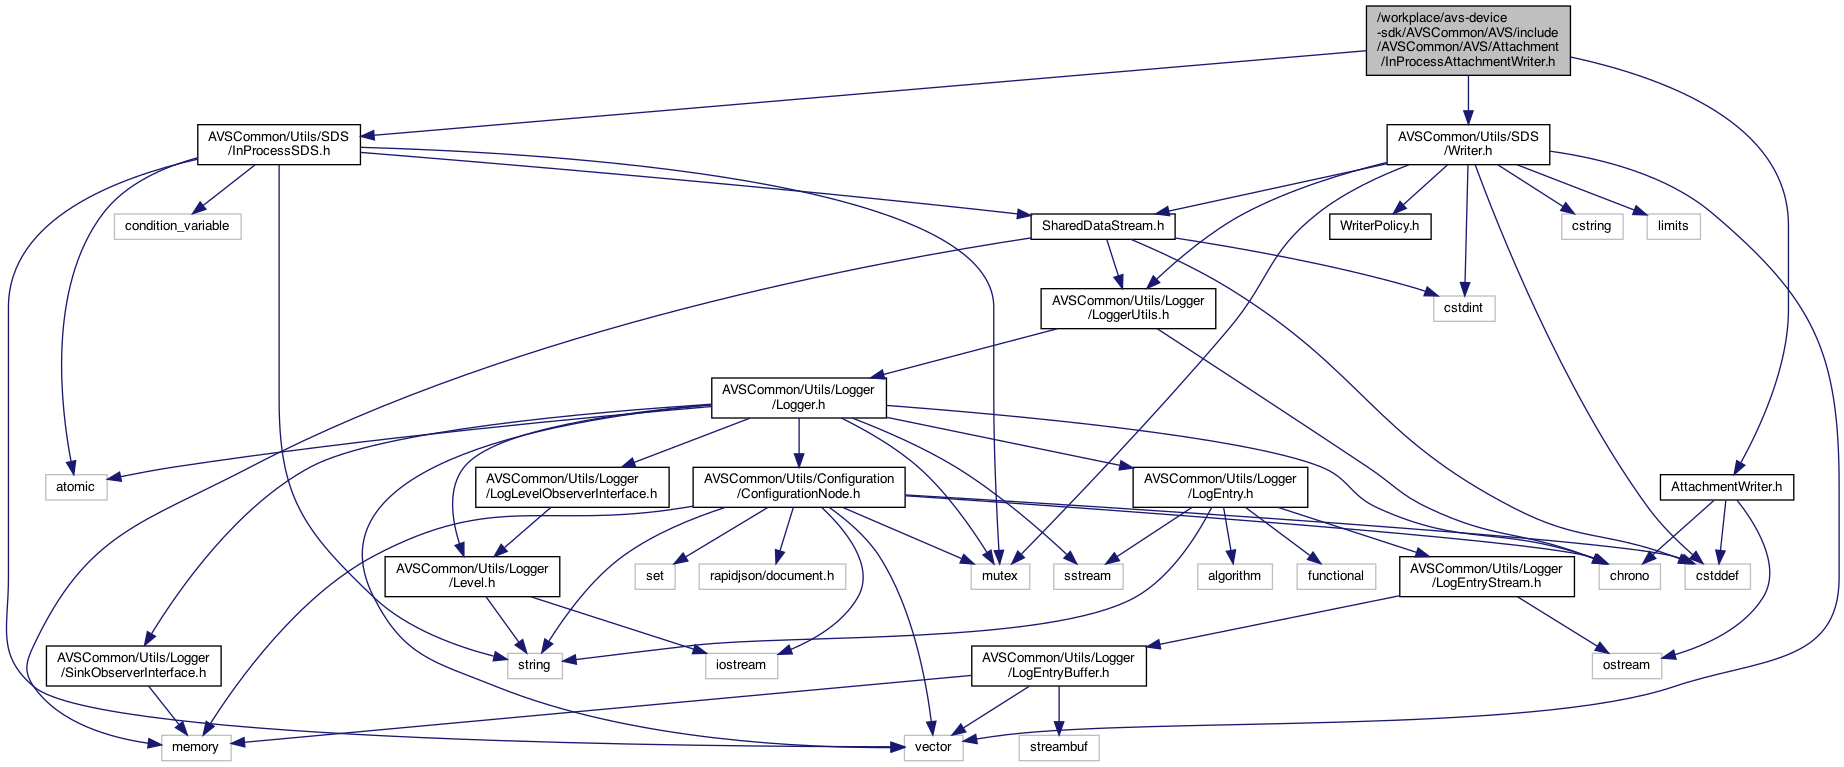 /workplace/avs-device
-sdk/AVSCommon/AVS/include
/AVSCommon/AVS/Attachment
/InProcessAttachmentWriter.h
AVSCommon/Utils/SDS
/InProcessSDS.h
AVSCommon/Utils/SDS
/Writer.h
condition_variable
SharedDataStream.h
WriterPolicy.h
cstring
limits
AVSCommon/Utils/Logger
/LoggerUtils.h
cstdint
AVSCommon/Utils/Logger
/Logger.h
atomic
AVSCommon/Utils/Logger
/LogLevelObserverInterface.h
AVSCommon/Utils/Configuration
/ConfigurationNode.h
AVSCommon/Utils/Logger
/LogEntry.h
AttachmentWriter.h
AVSCommon/Utils/Logger
/Level.h
set
rapidjson/document.h
mutex
sstream
algorithm
functional
AVSCommon/Utils/Logger
/LogEntryStream.h
chrono
cstddef
AVSCommon/Utils/Logger
/SinkObserverInterface.h
string
iostream
AVSCommon/Utils/Logger
/LogEntryBuffer.h
ostream
memory
vector
streambuf